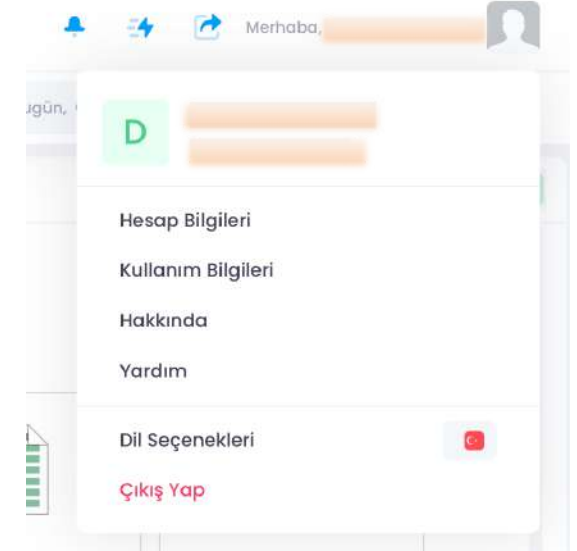 Merhaba,
ugün,
D
Hesap Bilgileri
Kullanım Bilgileri
Hakkında
Yardım
Dil Seçenekleri
Çıkış Yap